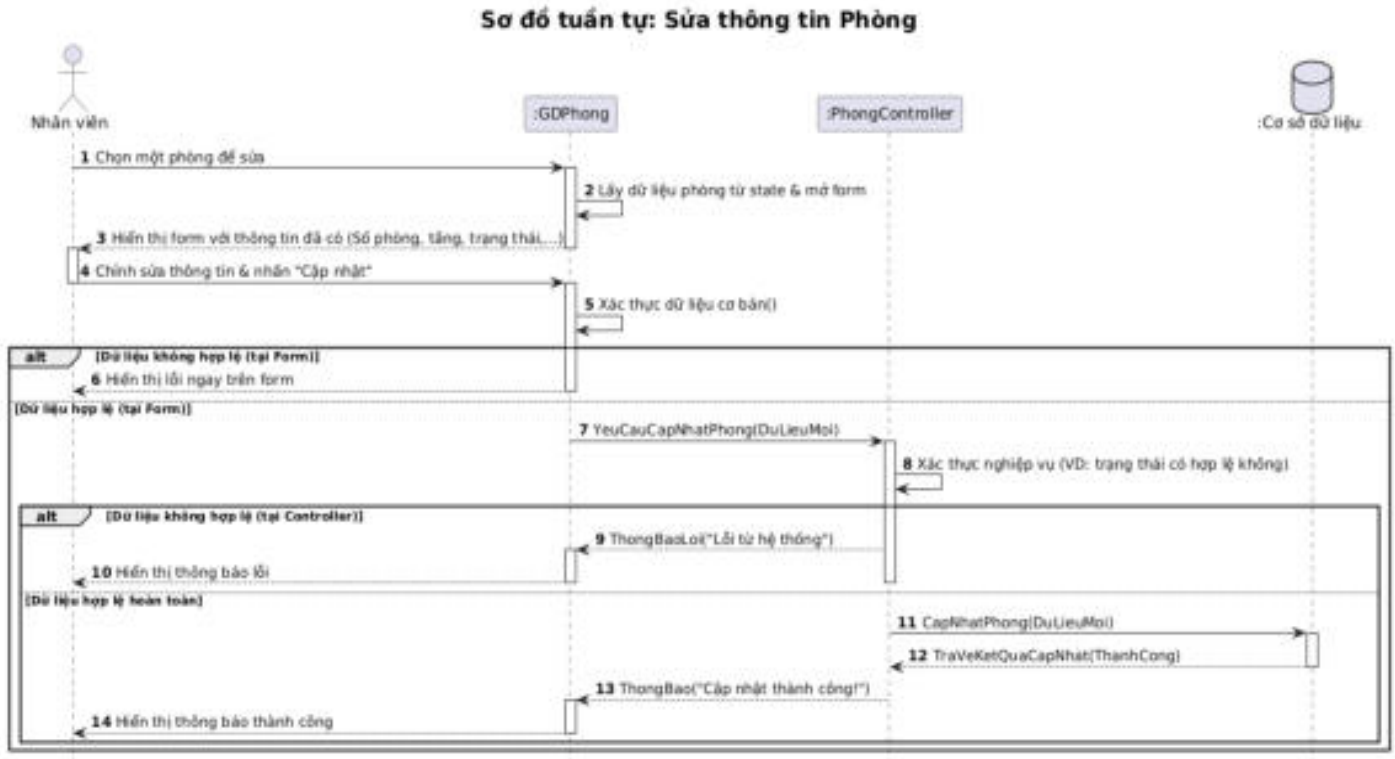 Sơ đồ tuần tự: Sửa thông tin Phòng
Nhân viên
:GDPhong
:PhongController
:Cơ sở dữ liệu
1 Chọn một phòng để sửa
2 Lấy dữ liệu phòng từ state & mở form
3 Hiển thị form với thông tin đã có (Số phòng, tầng, trạng thái,...)
4 Chỉnh sửa thông tin & nhấn "Cập nhật"
5 Xác thực dữ liệu cơ bản()
alt [Dữ liệu không hợp lệ (tại Form)]
6 Hiển thị lỗi ngay trên form
[Dữ liệu hợp lệ (tại Form)]
7 YeuCauCapNhatPhong(DuLieuMoi)
8 Xác thực nghiệp vụ (VD: trạng thái có hợp lệ không)
alt [Dữ liệu không hợp lệ (tại Controller)]
9 ThongBaoLoi("Lỗi từ hệ thống")
10 Hiển thị thông báo lỗi
[Dữ liệu hợp lệ hoàn toàn]
11 CapNhatPhong(DuLieuMoi)
12 TraVeKetQuaCapNhat(ThanhCong)
13 ThongBao("Cập nhật thành công!")
14 Hiển thị thông báo thành công